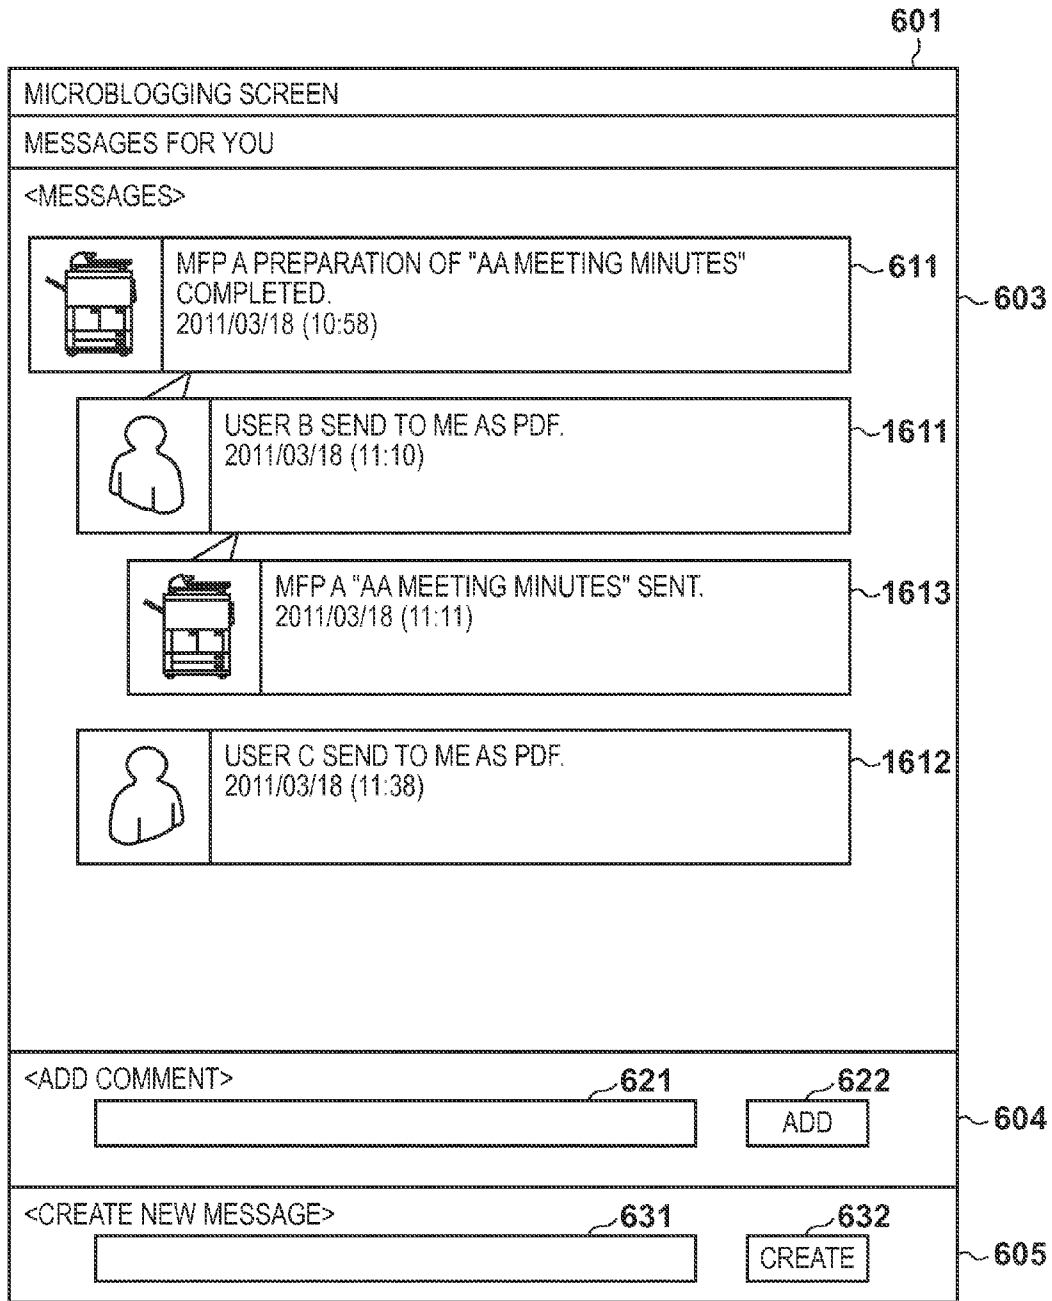 601
MICROBLOGGING SCREEN
MESSAGES FOR YOU
<MESSAGES>
MFP A PREPARATION OF "AA MEETING MINUTES"
COMPLETED.
2011/03/18 (10:58)
611
603
USER B SEND TO ME AS PDF.
2011/03/18 (11:10)
1611
MFP A "AA MEETING MINUTES" SENT.
2011/03/18 (11:11)
1613
USER C SEND TO ME AS PDF.
2011/03/18 (11:38)
1612
<ADD COMMENT>
621
622
ADD
604
<CREATE NEW MESSAGE>
631
632
CREATE
605